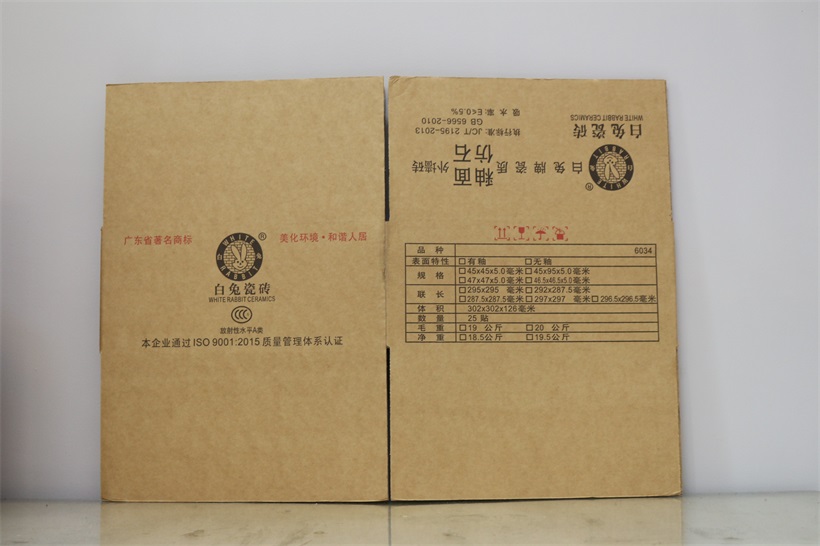 广东省著名商标
WHITE RABBIT
®
美化环境·和谐人居
白兔瓷砖
WHITE RABBIT CERAMICS
CCC
放射性水平A类
本企业通过ISO 9001:2015质量管理体系认证
白兔瓷砖
WHITE RABBIT CERAMICS
WHITE RABBIT
®
白兔牌瓷质外墙砖
釉面
仿石
执行标准: JC/T 2195-2013
GB 6566-2010
吸水率: E≤0.5%
品种 6034
表面特性 □有釉 □无釉
规格 □45x45x5.0毫米 □45x95x5.0毫米
□47x47x5.0毫米 □46.5x46.5x5.0毫米
联长 □295x295 毫米 □292x287.5毫米
□287.5x287.5毫米 □297x297 毫米 □296.5x296.5毫米
体积 302x302x126毫米
数量 25 贴
毛重 □19 公斤 □20 公斤
净重 □18.5公斤 □19.5公斤